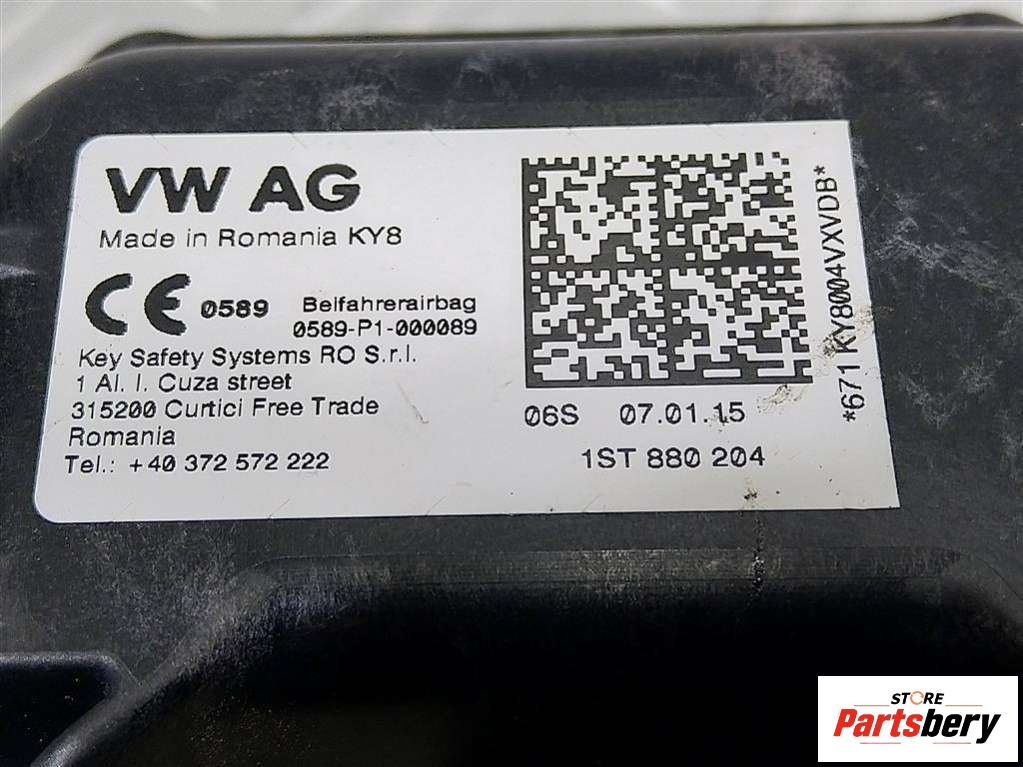 VW AG
Made in Romania KY8
CE 0589 Beifahrerairbag
0589-P1-000089
Key Safety Systems RO S.r.l.
1 Al. I. Cuza street
315200 Curtici Free Trade
Romania
Tel.: +40 372 572 222
06S 07.01.15
1ST 880 204
*671 KY8004VXVDB*
STORE
Partsbery